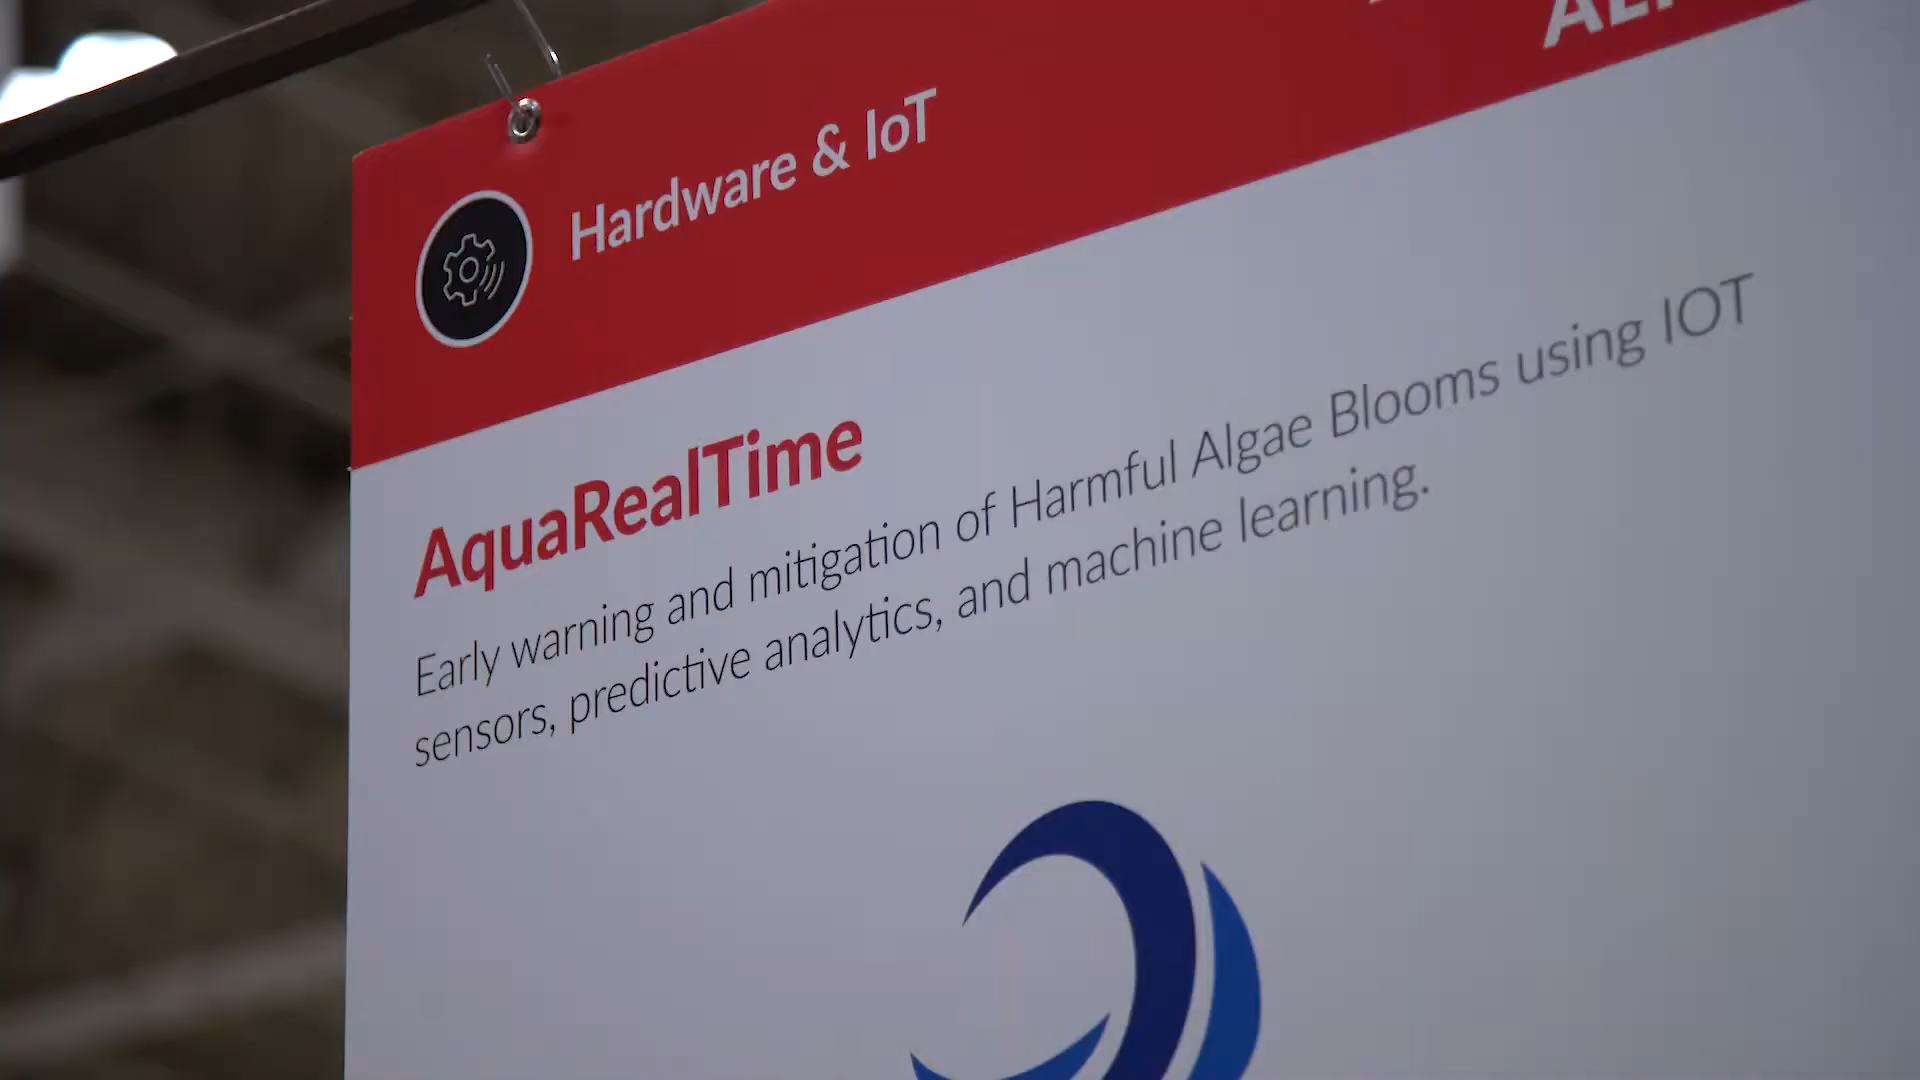 Hardware & IoT
AquaRealTime
Early warning and mitigation of Harmful Algae Blooms using IOT
sensors, predictive analytics, and machine learning.